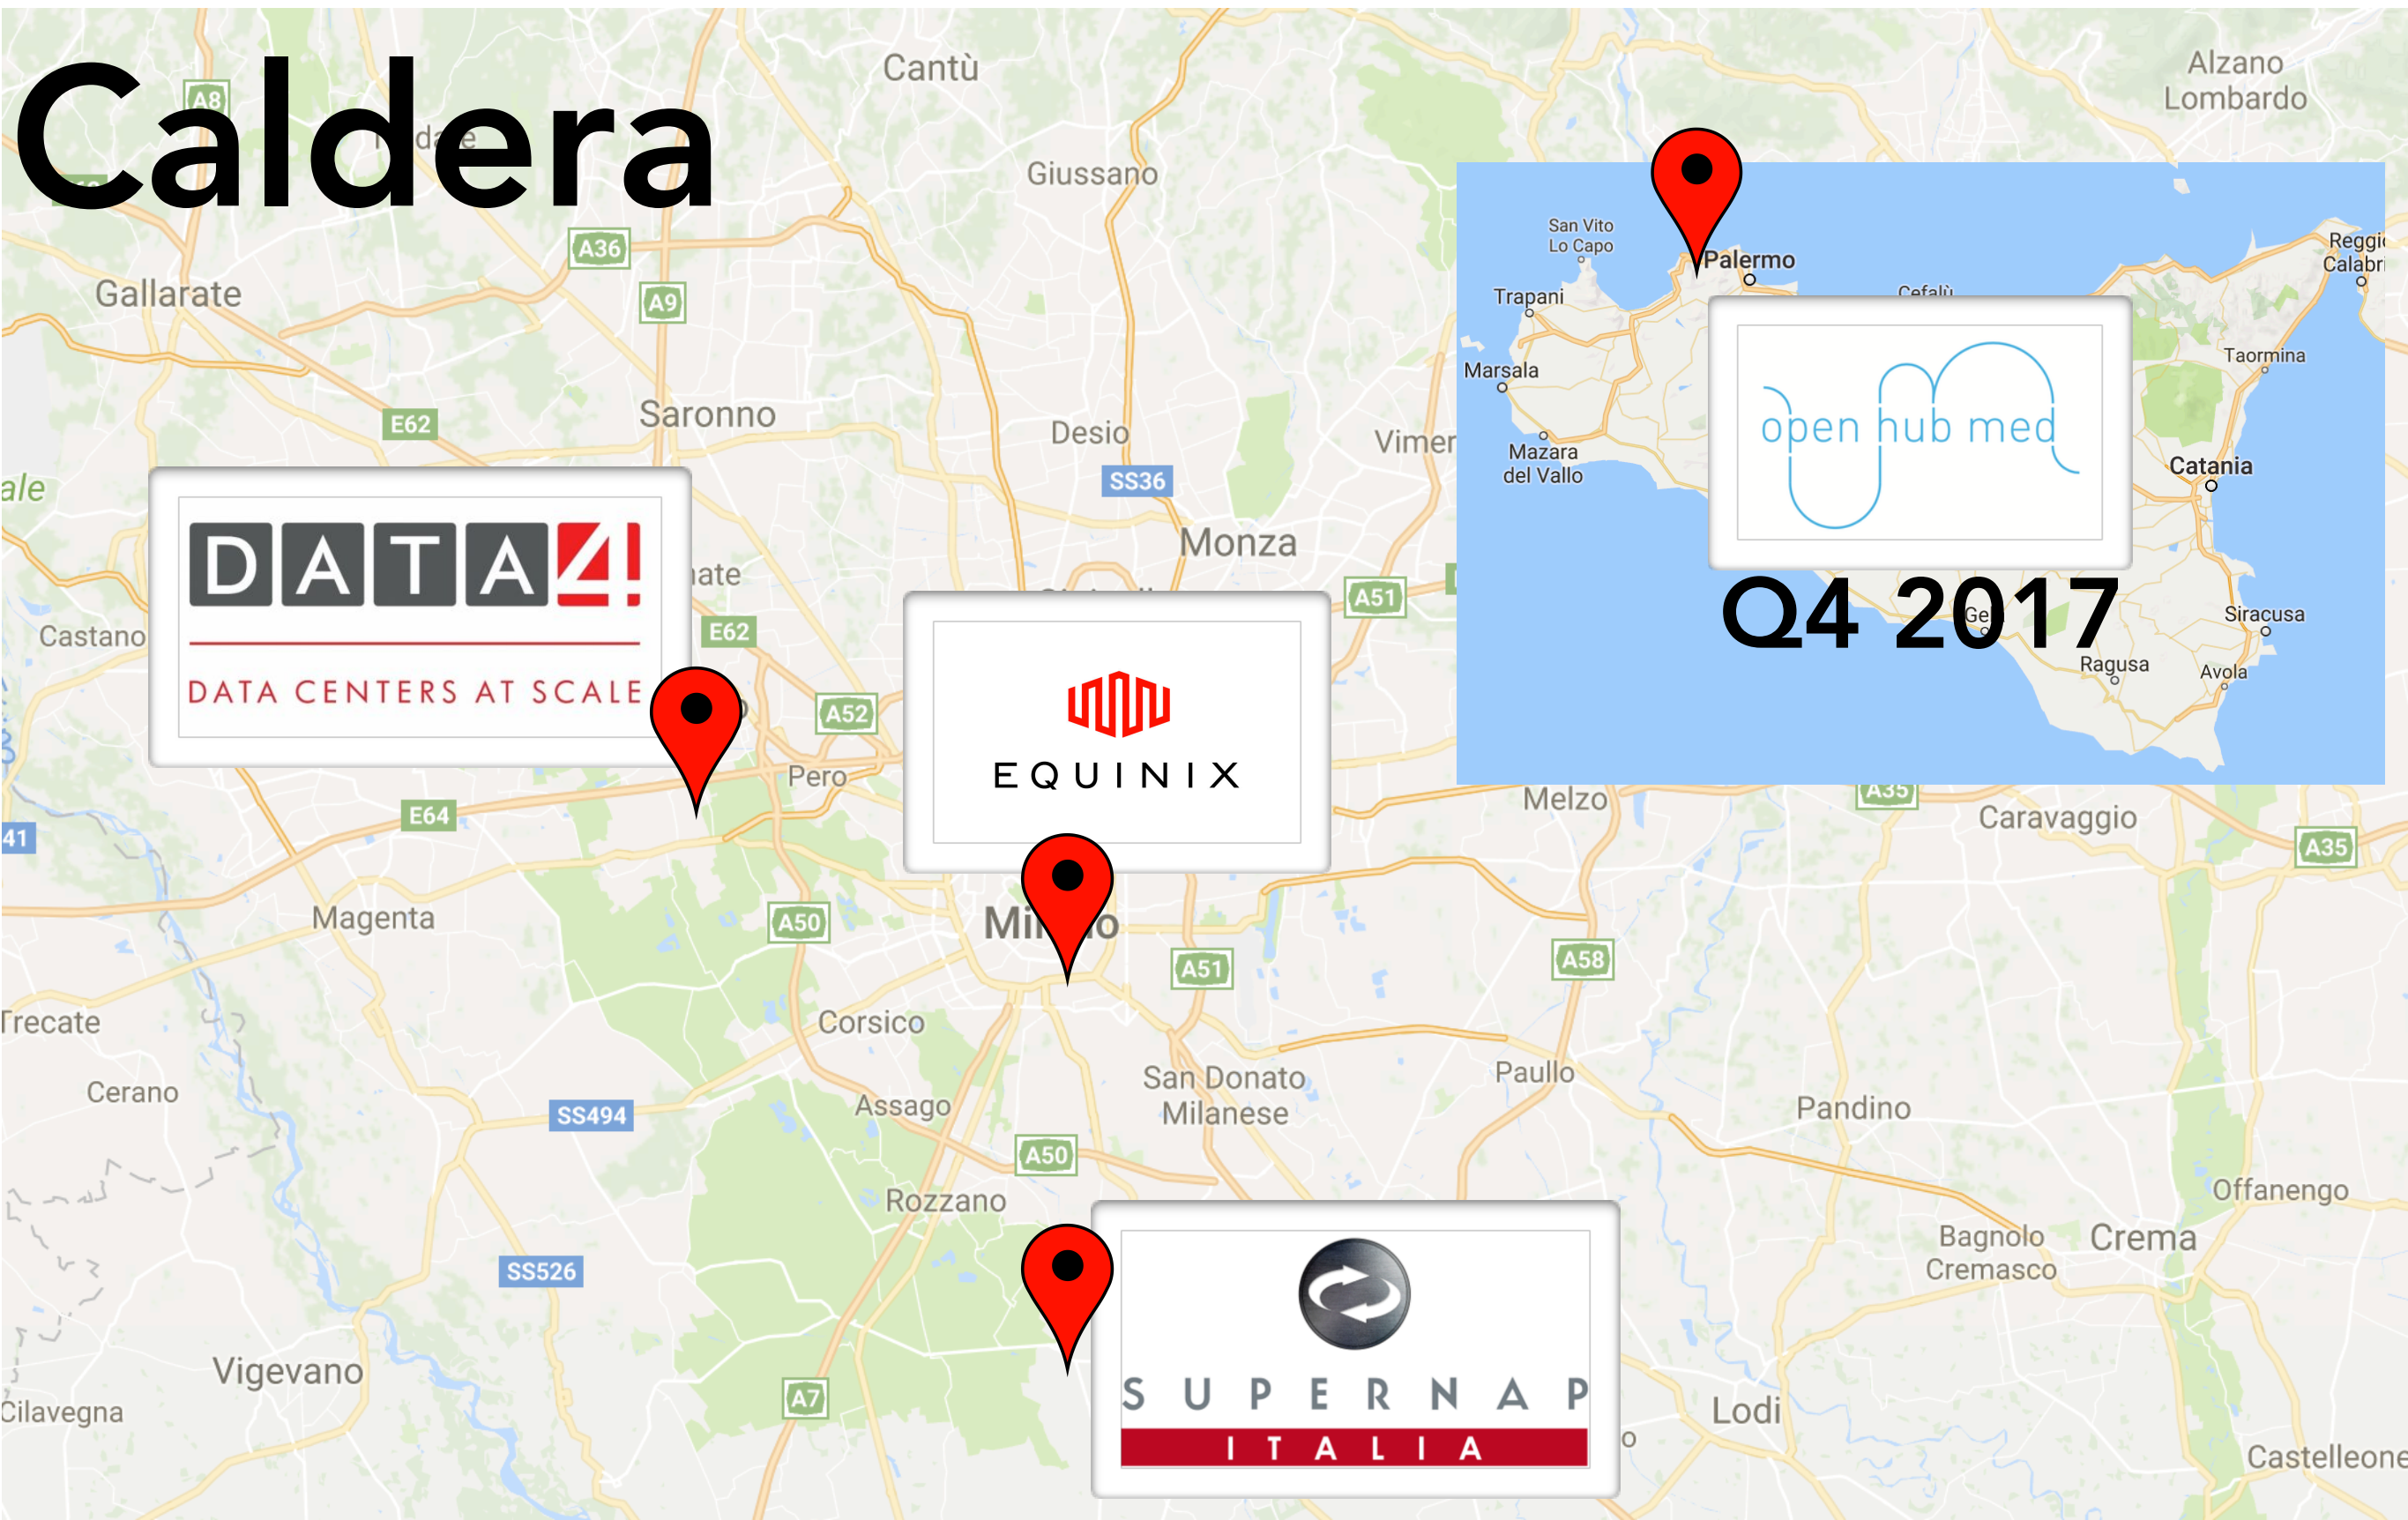 Caldera
A8
Cantù
Alzano
Lombardo
Giussano
A36
A9
Gallarate
E62
Saronno
Desio
SS36
Monza
A51
San Vito
Lo Capo
Palermo
Trapani
Cefalù
Marsala
Mazara
del Vallo
Taormina
Catania
Siracusa
Ragusa
Avola
open hub med
Q4 2017
DATA4
DATA CENTERS AT SCALE
Castano
E62
A52
Pero
E64
41
EQUINIX
Melzo
A35
Caravaggio
A35
Magenta
A50
A51
A58
Trecate
Corsico
Cerano
SS494
Assago
San Donato
Milanese
Paullo
Pandino
A50
Rozzano
Offanengo
Bagnolo
Cremasco
Crema
SS526
Vigevano
A7
Cilavegna
SUPERNAP
ITALIA
Lodi
Castelleone